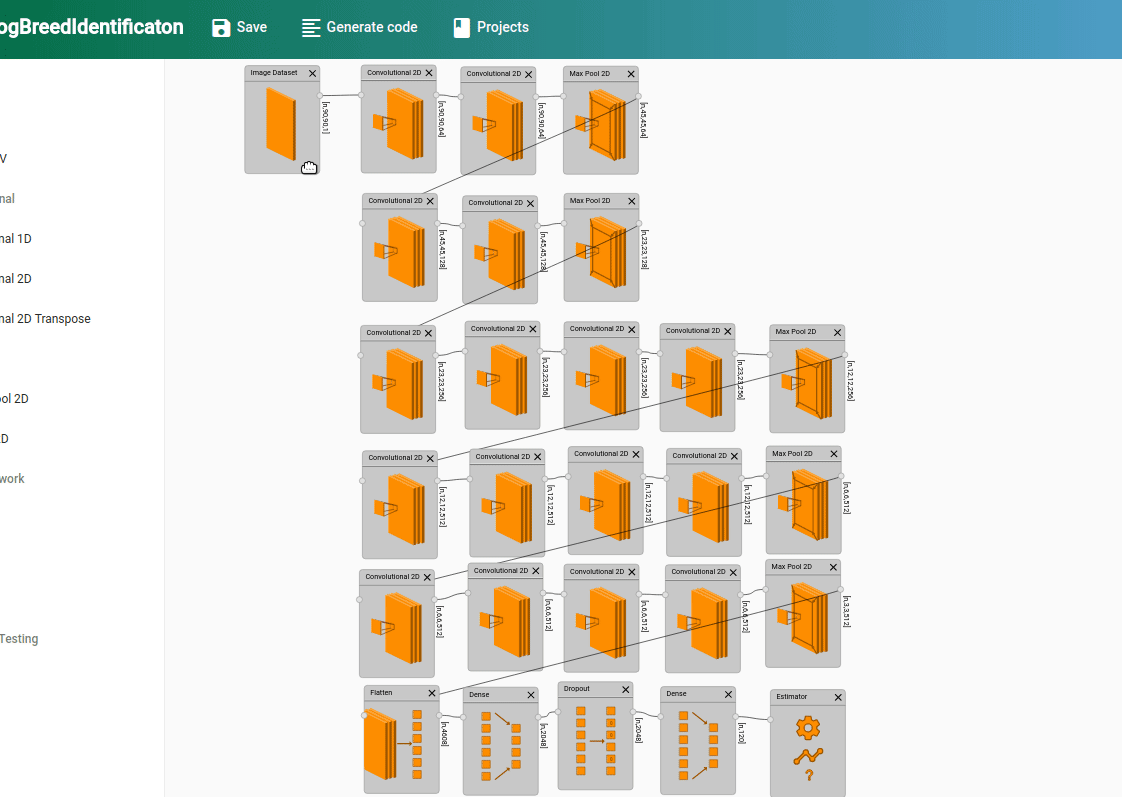 ogBreedIdentificaton Save Generate code Projects
V
nal
nal 1D
nal 2D
nal 2D Transpose
ool 2D
D
work
Testing
Image Dataset Convolutional 2D Convolutional 2D Max Pool 2D
[n,90,90,1] [n,90,90,64] [n,90,90,64] [n,45,45,64]
Convolutional 2D Convolutional 2D Max Pool 2D
[n,45,45,128] [n,45,45,128] [n,23,23,128]
Convolutional 2D Convolutional 2D Convolutional 2D Convolutional 2D Max Pool 2D
[n,23,23,256] [n,23,23,256] [n,23,23,256] [n,23,23,256] [n,12,12,256]
Convolutional 2D Convolutional 2D Convolutional 2D Convolutional 2D Max Pool 2D
[n,12,12,512] [n,12,12,512] [n,12,12,512] [n,12,12,512] [n,6,6,512]
Convolutional 2D Convolutional 2D Convolutional 2D Convolutional 2D Max Pool 2D
[n,6,6,512] [n,6,6,512] [n,6,6,512] [n,6,6,512] [n,3,3,512]
Flatten Dense Dropout Dense Estimator
[n,4608] [n,2048] [n,2048] [n,120]
?